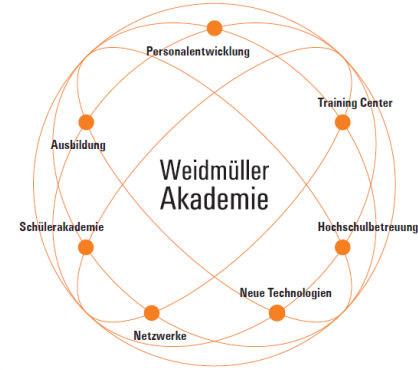 Personalentwicklung
Training Center
Ausbildung
Weidmüller
Akademie
Schülerakademie
Hochschulbetreuung
Neue Technologien
Netzwerke